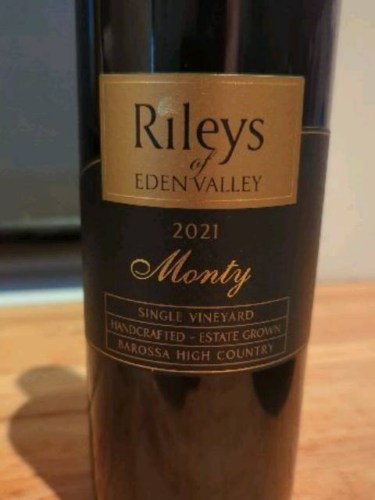 Rileys
of
EDEN VALLEY
2021
Monty
SINGLE VINEYARD
HANDCRAFTED - ESTATE GROWN
BAROSSA HIGH COUNTRY